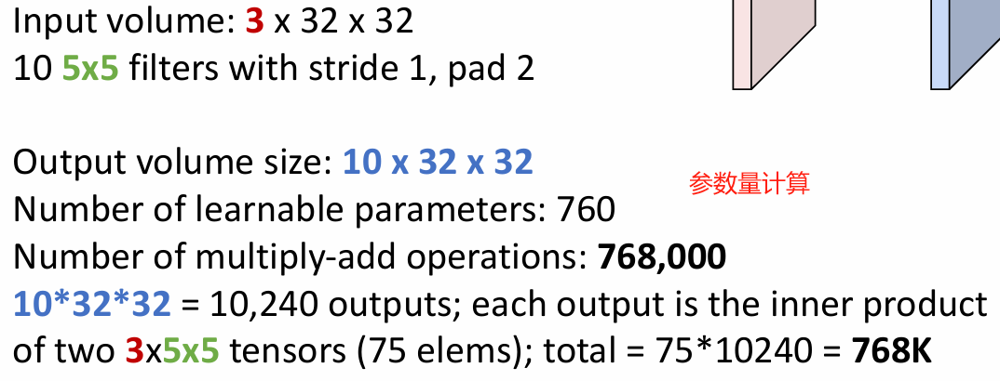 Input volume: 3 x 32 x 32
10 5x5 filters with stride 1, pad 2
Output volume size: 10 x 32 x 32
参数量计算
Number of learnable parameters: 760
Number of multiply-add operations: 768,000
10*32*32 = 10,240 outputs; each output is the inner product
of two 3x5x5 tensors (75 elems); total = 75*10240 = 768K